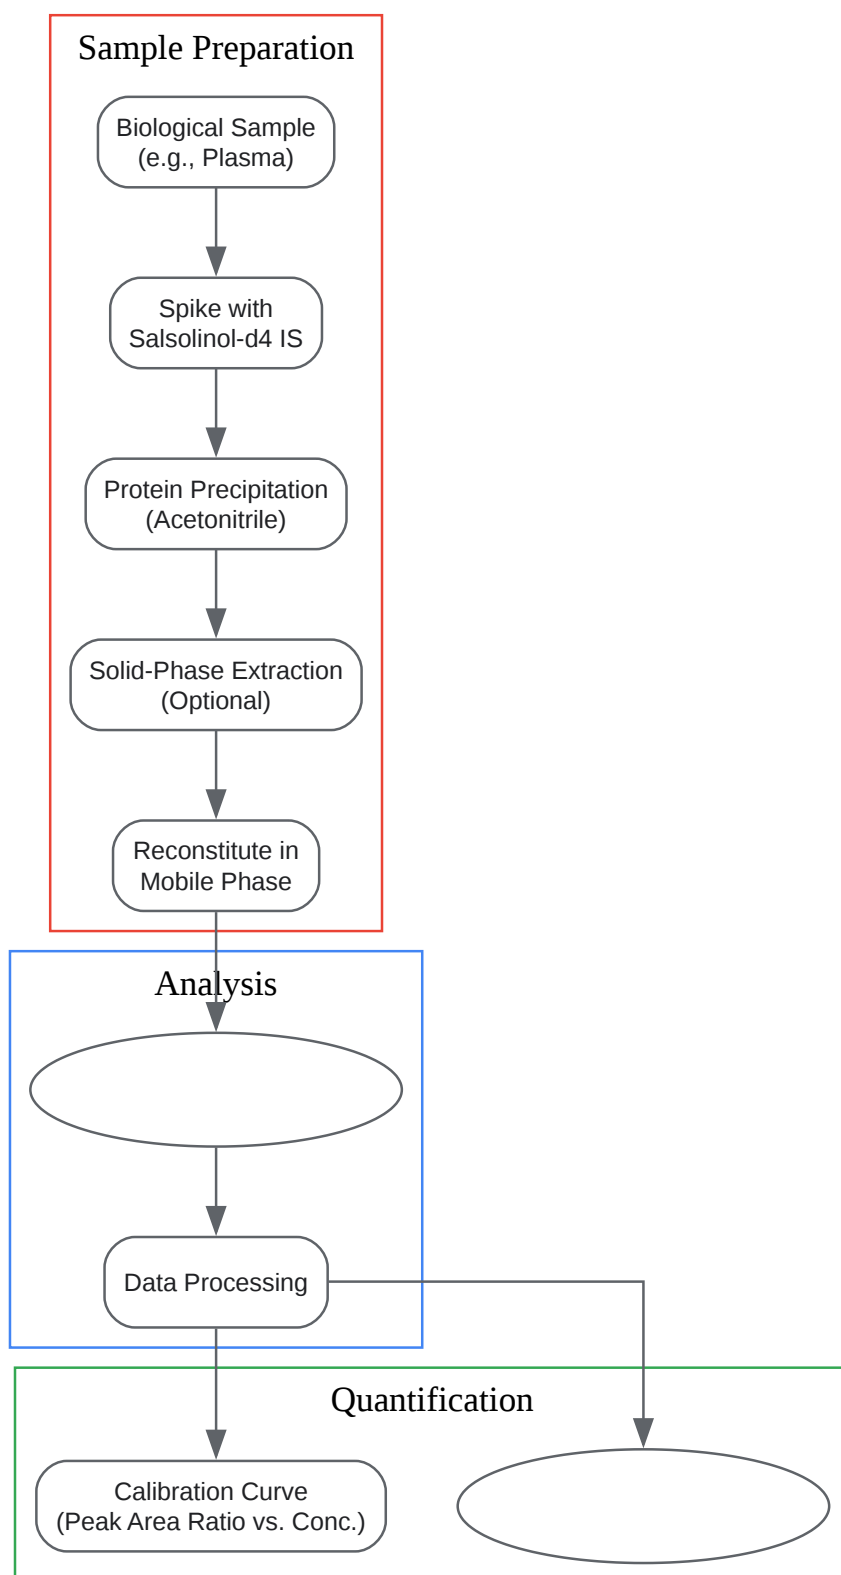 Sample Preparation
Biological Sample
(e.g., Plasma)
Spike with
Salsolinol-d4 IS
Protein Precipitation
(Acetonitrile)
Solid-Phase Extraction
(Optional)
Reconstitute in
Mobile Phase
Analysis
Data Processing
Quantification
Calibration Curve
(Peak Area Ratio vs. Conc.)